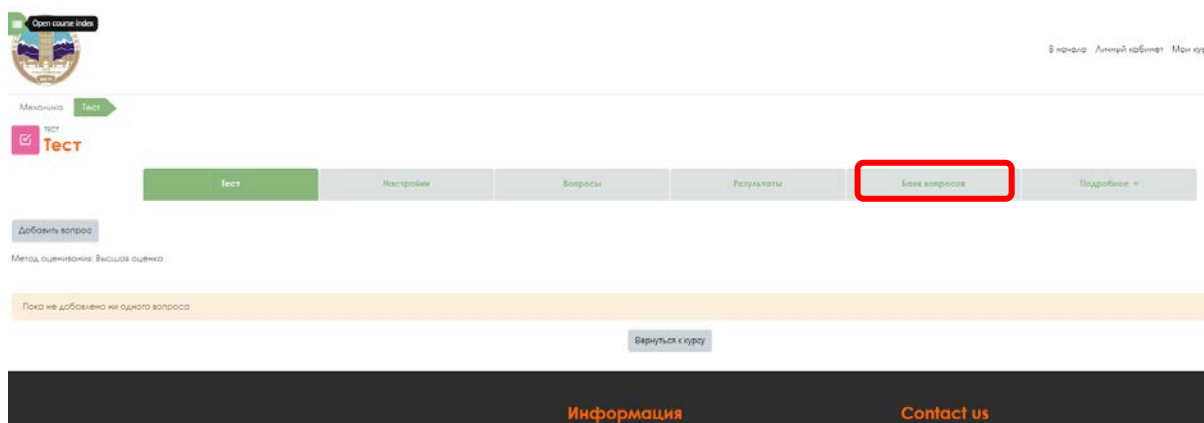 Open course index
В начало Личный кабинет Мои кур
Механика Тест
ТЕСТ
Тест
Тест Настройки Вопросы Результаты Банк вопросов Подробнее
Добавить вопрос
Метод оценивания: Высшая оценка
Пока не добавлено ни одного вопроса
Вернуться к курсу
Информация Contact us